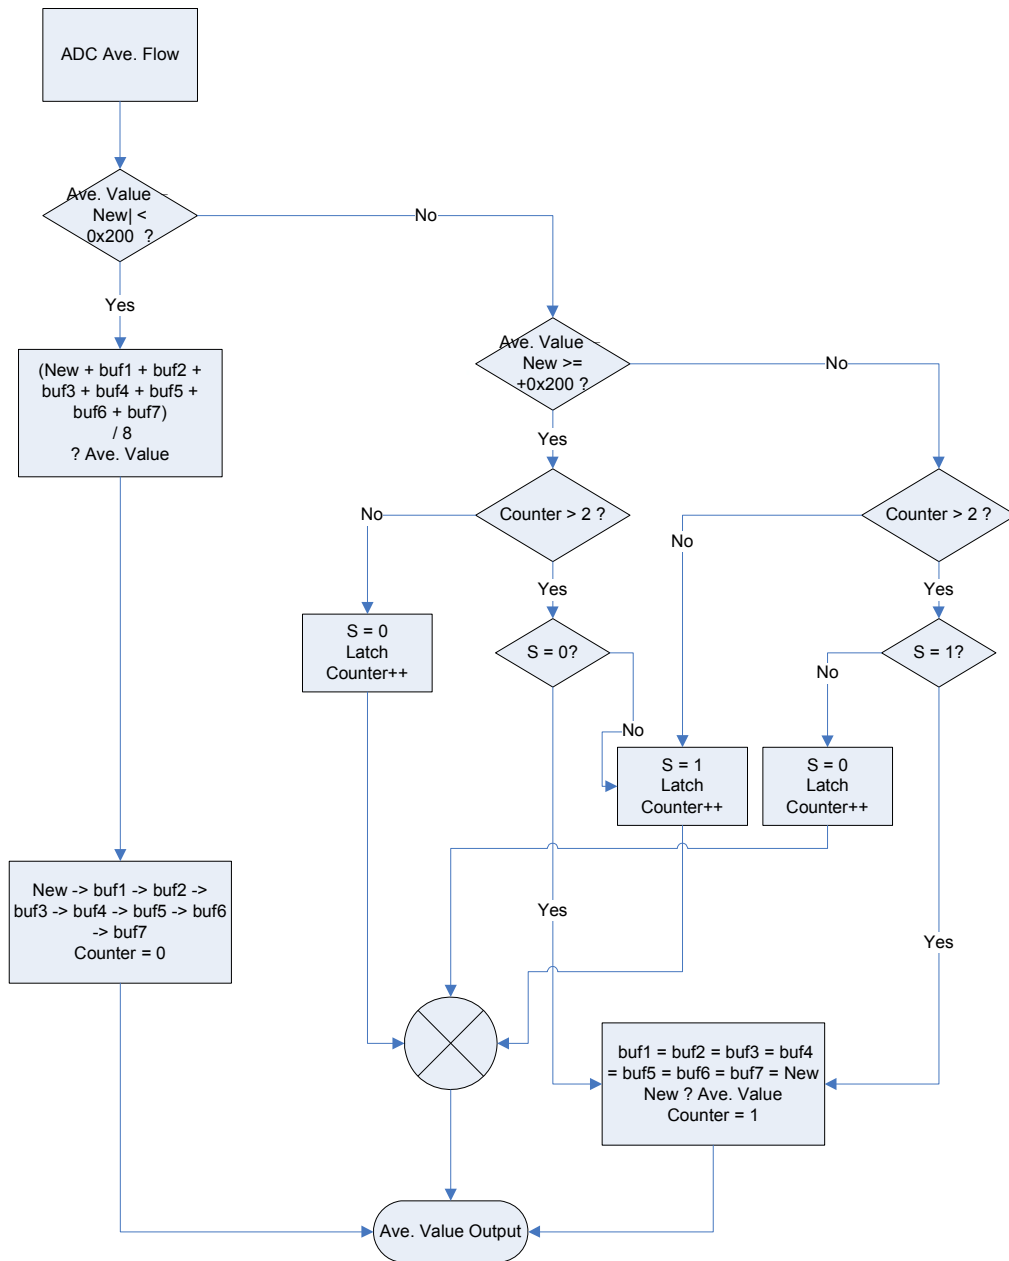 ADC Ave. Flow
Ave. Value –
New| <
0x200 ?
No
Yes
(New + buf1 + buf2 +
buf3 + buf4 + buf5 +
buf6 + buf7)
/ 8
? Ave. Value
Ave. Value –
New >=
+0x200 ?
No
Yes
Counter > 2 ?
No
Yes
Counter > 2 ?
No
Yes
S = 0
Latch
Counter++
S = 0?
No
Yes
S = 1?
No
Yes
S = 1
Latch
Counter++
S = 0
Latch
Counter++
New -> buf1 -> buf2 ->
buf3 -> buf4 -> buf5 -> buf6
-> buf7
Counter = 0
buf1 = buf2 = buf3 = buf4
= buf5 = buf6 = buf7 = New
New ? Ave. Value
Counter = 1
Ave. Value Output